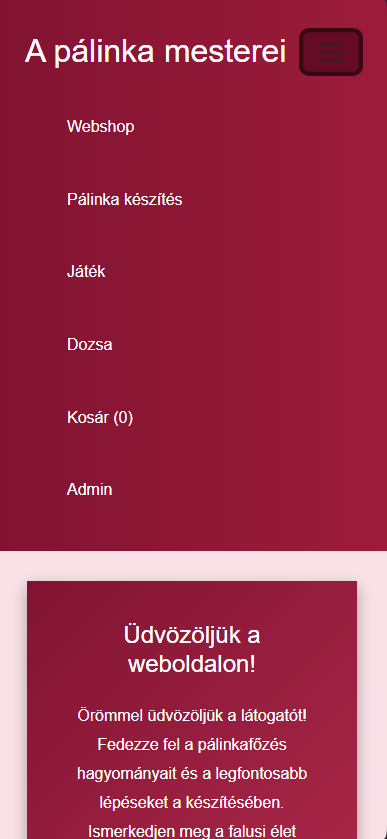 A pálinka mesterei
Webshop
Pálinka készítés
Játék
Dozsa
Kosár (0)
Admin
Üdvözöljük a
weboldalon!
Örömmel üdvözöljük a látogatót!
Fedezze fel a pálinkafőzés
hagyományait és a legfontosabb
lépéseket a készítésében.
Ismerkedjen meg a falusi élet